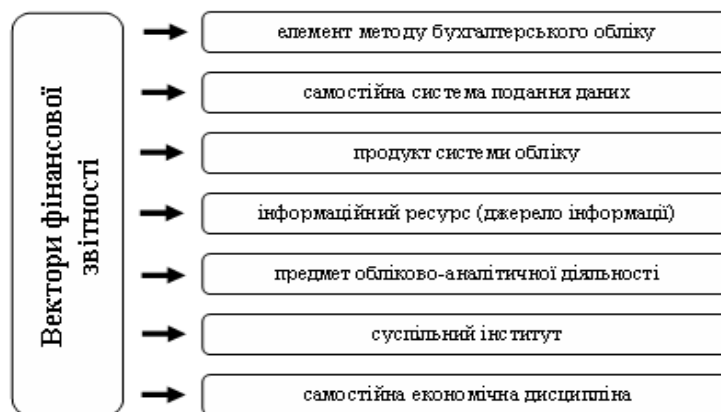 Вектори фінансової
звітності
елемент методу бухгалтерського обліку
самостійна система подання даних
продукт системи обліку
інформаційний ресурс (джерело інформації)
предмет обліково-аналітичної діяльності
суспільний інститут
самостійна економічна дисципліна